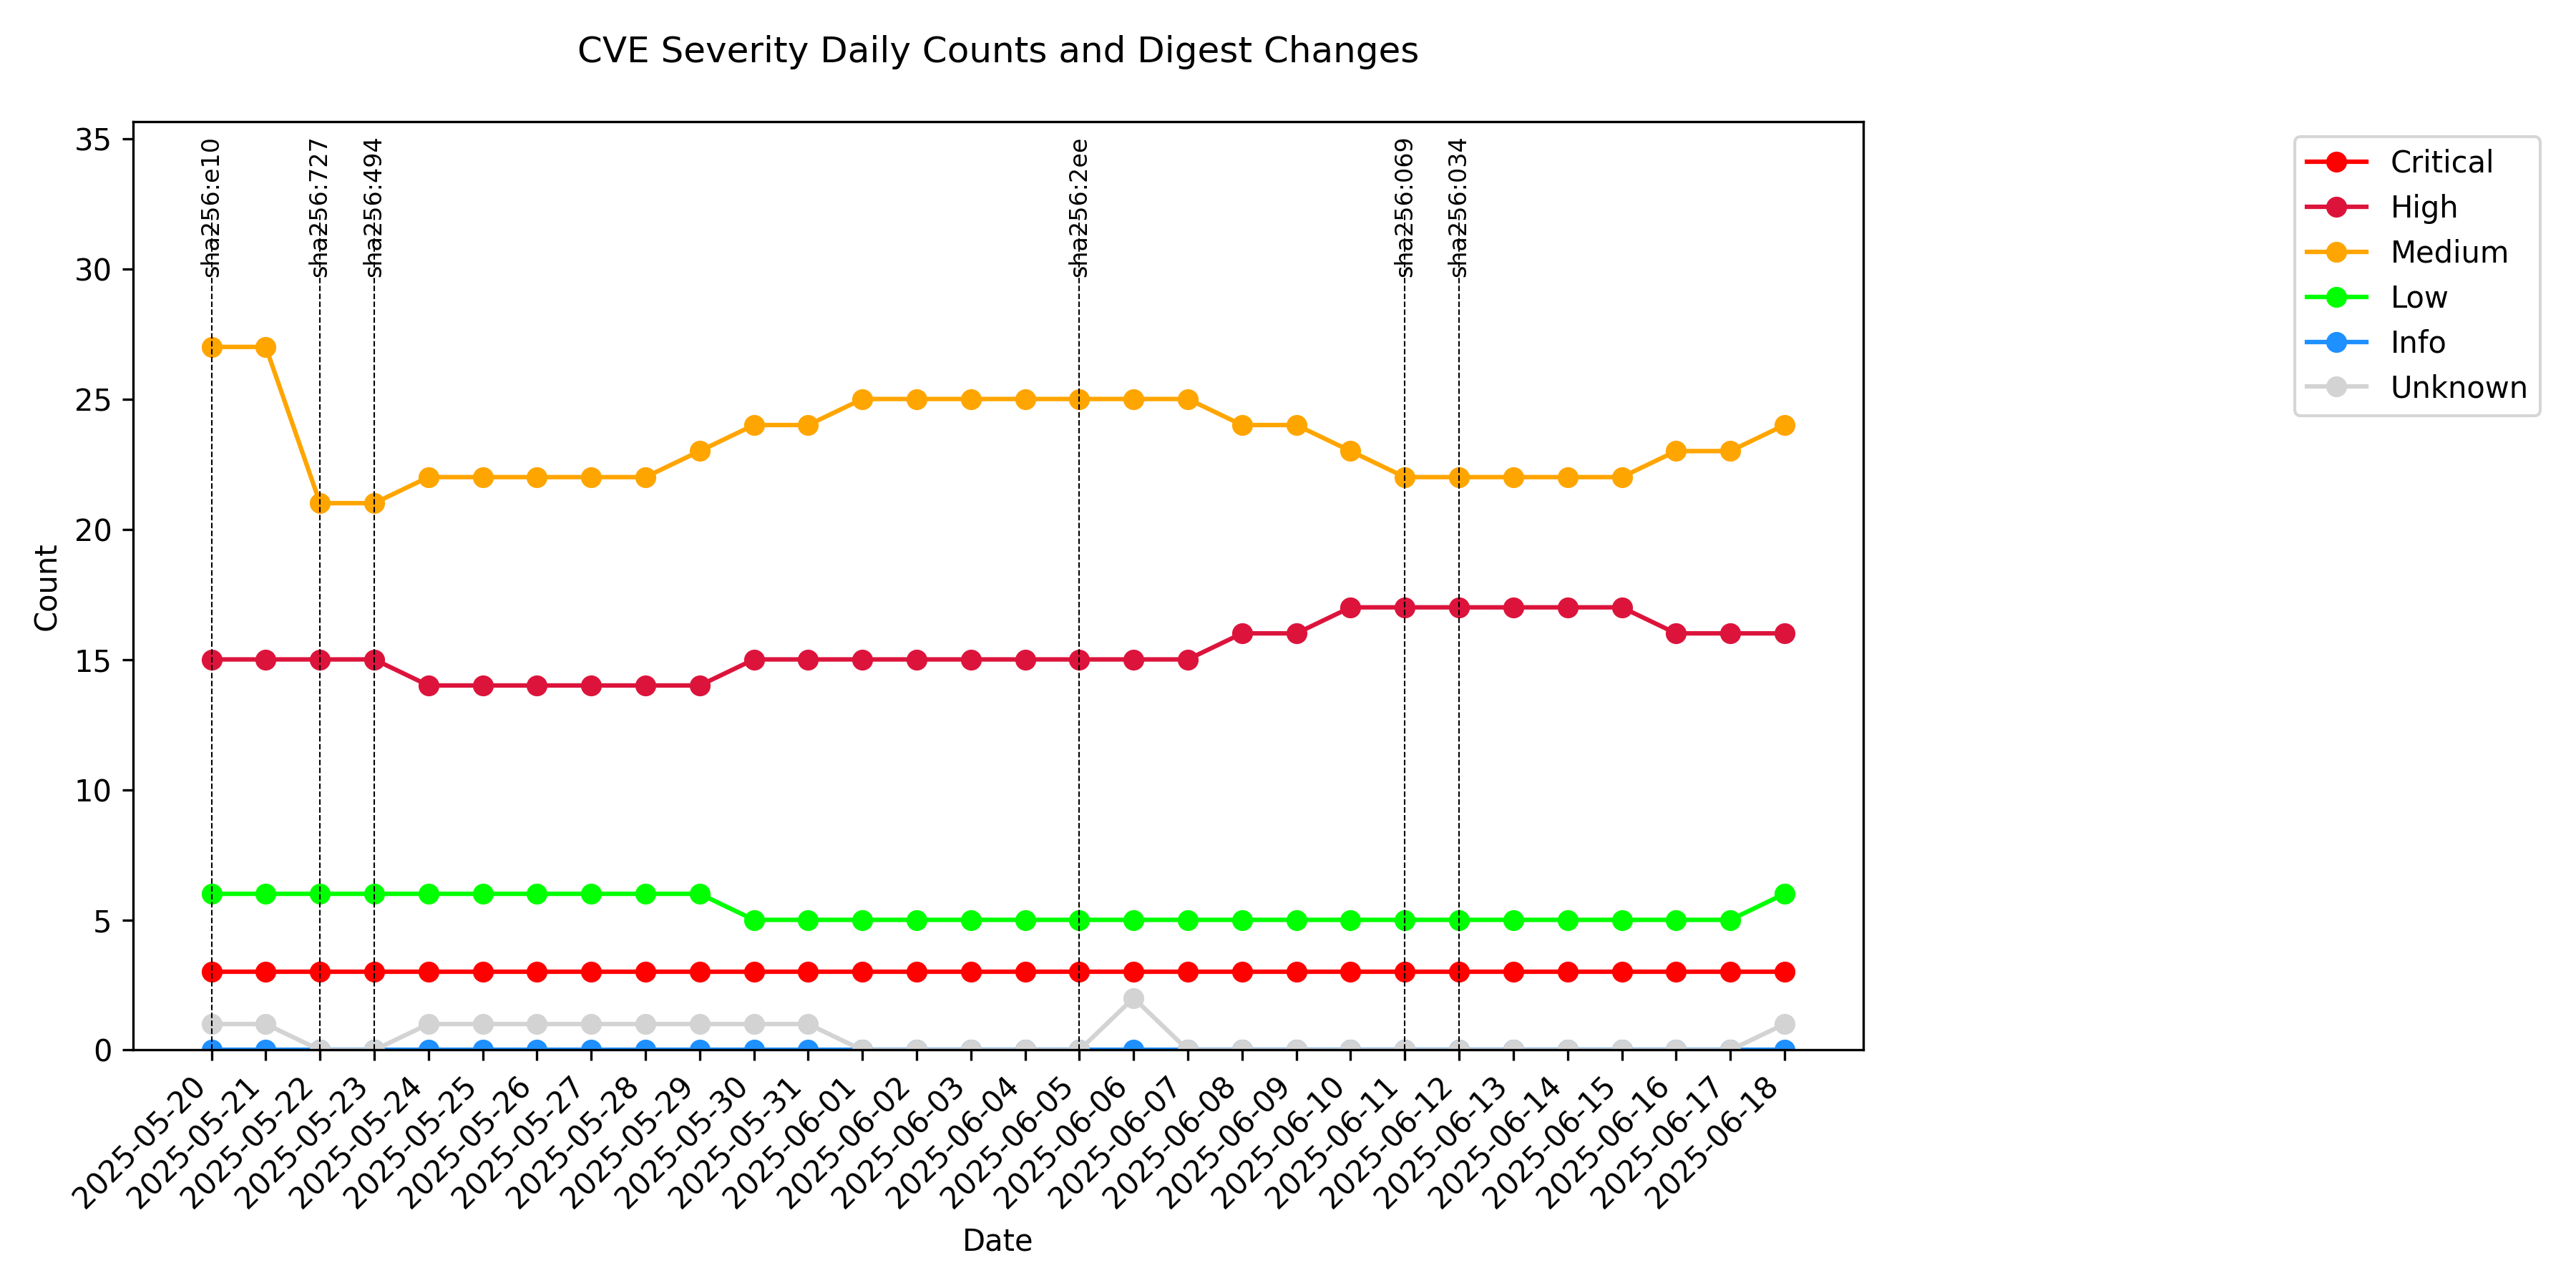 CVE Severity Daily Counts and Digest Changes
35
30
25
20
15
10
5
0
Count
sha256:e10
sha256:727
sha256:494
sha256:2ee
sha256:069
sha256:034
Critical
High
Medium
Low
Info
Unknown
2025-05-20
2025-05-21
2025-05-22
2025-05-23
2025-05-24
2025-05-25
2025-05-26
2025-05-27
2025-05-28
2025-05-29
2025-05-30
2025-05-31
2025-06-01
2025-06-02
2025-06-03
2025-06-04
2025-06-05
2025-06-06
2025-06-07
2025-06-08
2025-06-09
2025-06-10
2025-06-11
2025-06-12
2025-06-13
2025-06-14
2025-06-15
2025-06-16
2025-06-17
2025-06-18
Date